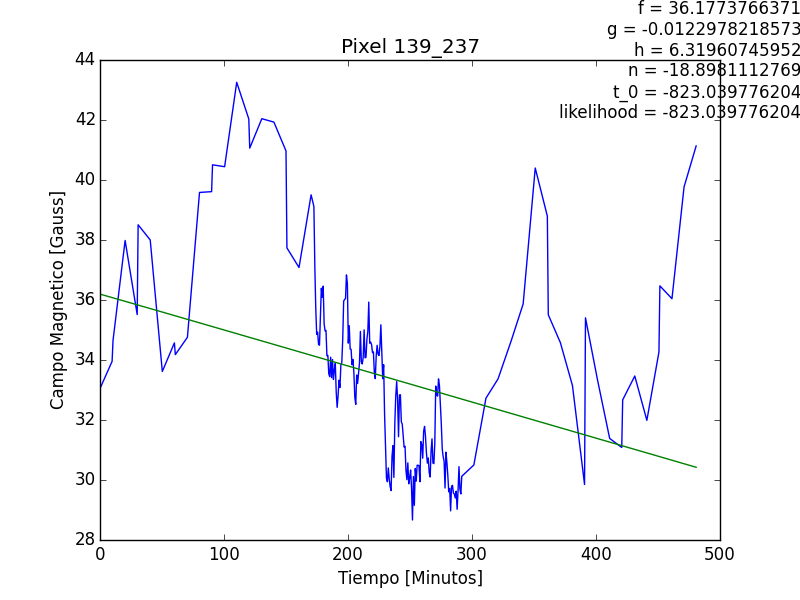 f = 36.1773766371
g = -0.0122978218573
h = 6.31960745952
n = -18.8981112769
t_0 = -823.039776204
likelihood = -823.039776204
Pixel 139_237
44
42
40
38
36
34
32
30
28
Campo Magnetico [Gauss]
0
100
200
300
400
500
Tiempo [Minutos]